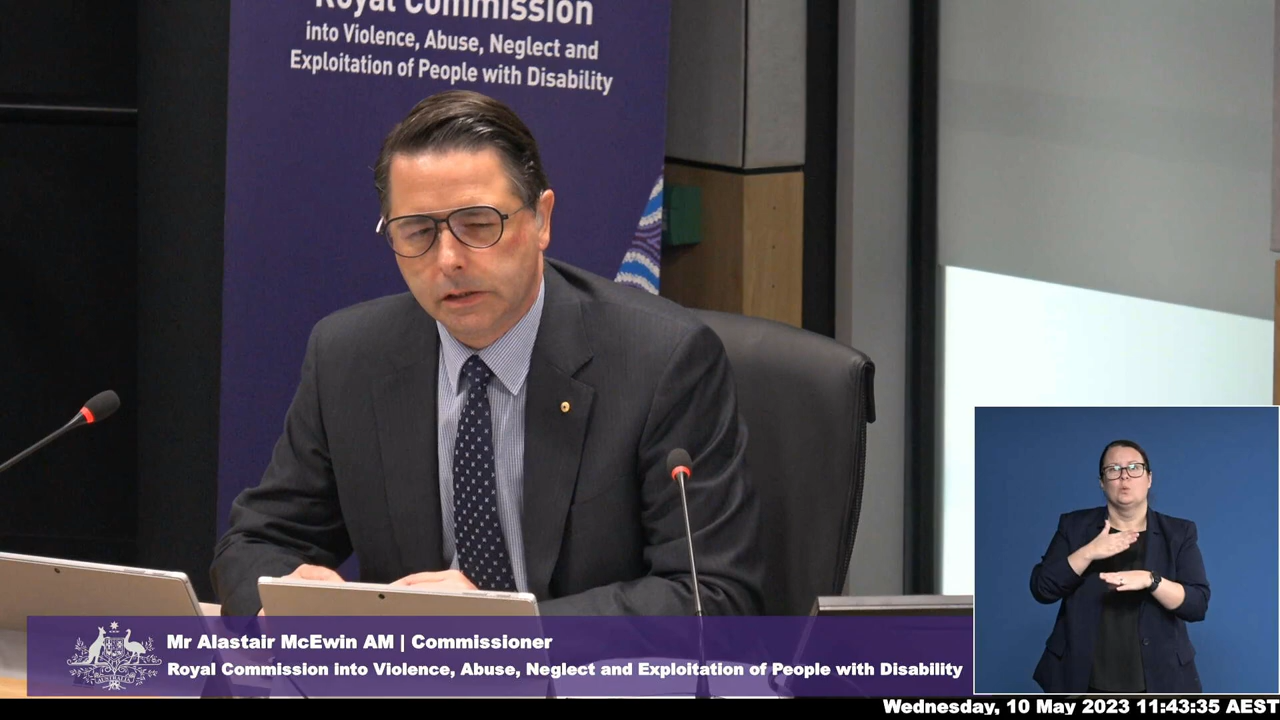 Royal Commission
into Violence, Abuse, Neglect and
Exploitation of People with Disability
Mr Alastair McEwin AM | Commissioner
Royal Commission into Violence, Abuse, Neglect and Exploitation of People with Disability
AUSTRALIA
Wednesday, 10 May 2023 11:43:35 AEST